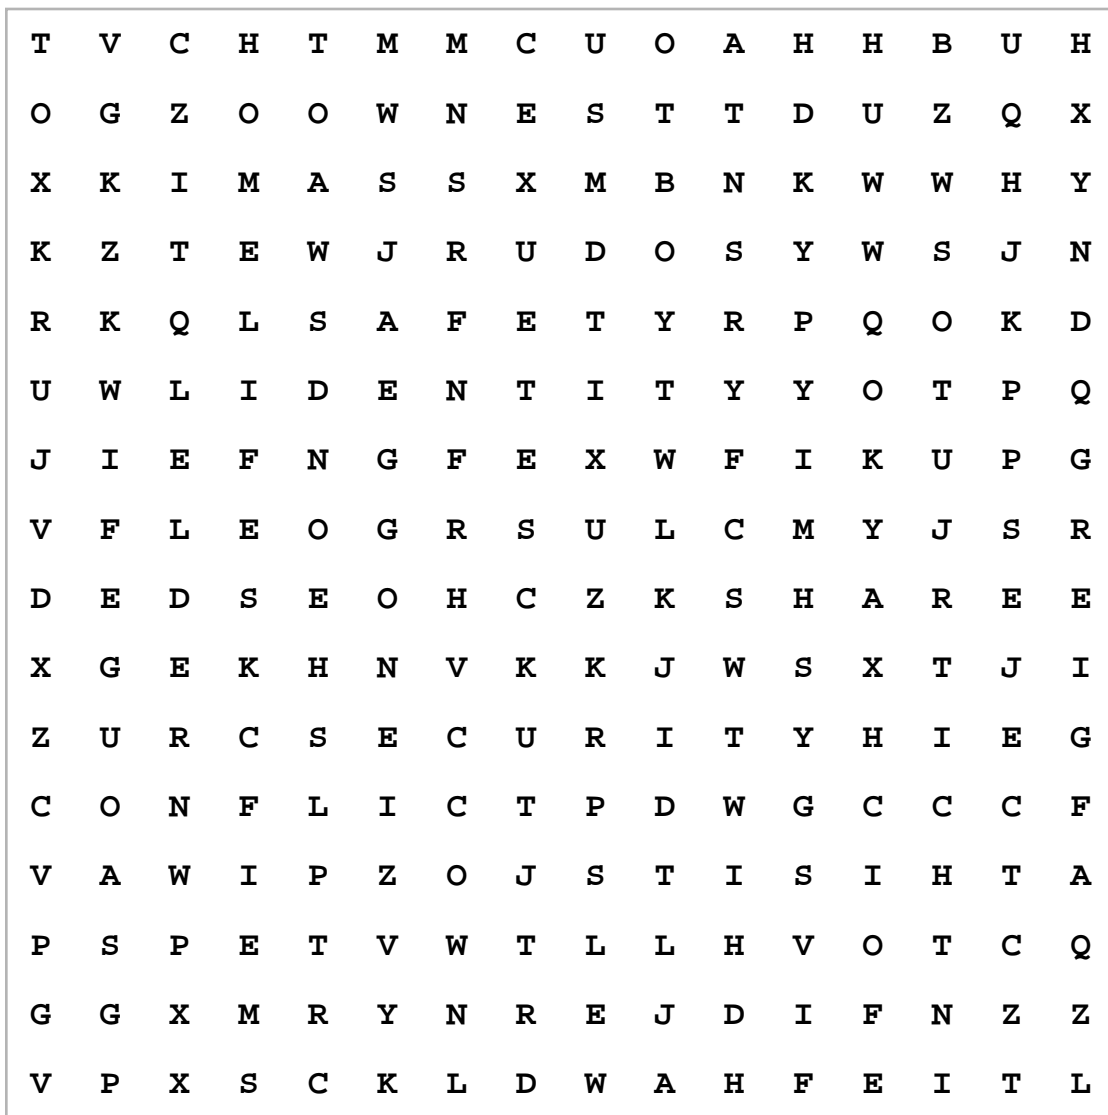 T V C H T M M C U O A H H B U H
O G Z O O W N E S T T D U Z Q X
X K I M A S S X M B N K W W H Y
K Z T E W J R U D O S Y W S J N
R K Q L S A F E T Y R P Q O K D
U W L I D E N T I T Y Y O T P Q
J I E F N G F E X W F I K U P G
V F L E O G R S U L C M Y J S R
D E D S E O H C Z K S H A R E E
X G E K H N V K K J W S X T J I
Z U R C S E C U R I T Y H I E G
C O N F L I C T P D W G C C C F
V A W I P Z O J S T I S I H T A
P S P E T V W T L L H V O T C Q
G G X M R Y N R E J D I F N Z Z
V P X S C K L D W A H F E I T L